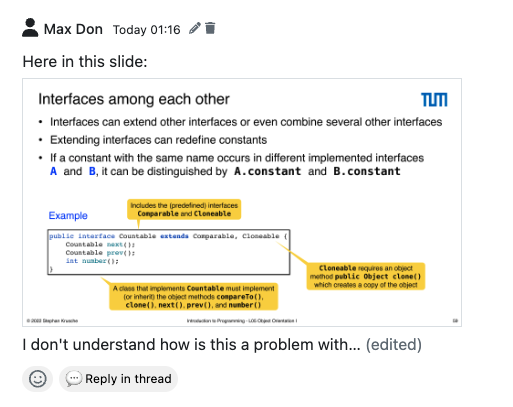 Max Don Today 01:16
Here in this slide:
Interfaces among each other
TUM
• Interfaces can extend other interfaces or even combine several other interfaces
• Extending interfaces can redefine constants
• If a constant with the same name occurs in different implemented interfaces
A and B, it can be distinguished by A.constant and B.constant
Example
Includes the (predefined) interfaces
Comparable and Cloneable
public interface Countable extends Comparable, Cloneable {
Countable next();
Countable prev();
int number();
}
Cloneable requires an object
method public Object clone()
which creates a copy of the object
A class that implements Countable must implement
(or inherit) the object methods compareTo(),
clone(), next(), prev(), and number()
Introduction to Programming - L05 Object Orientation I
I don't understand how is this a problem with... (edited)
Reply in thread